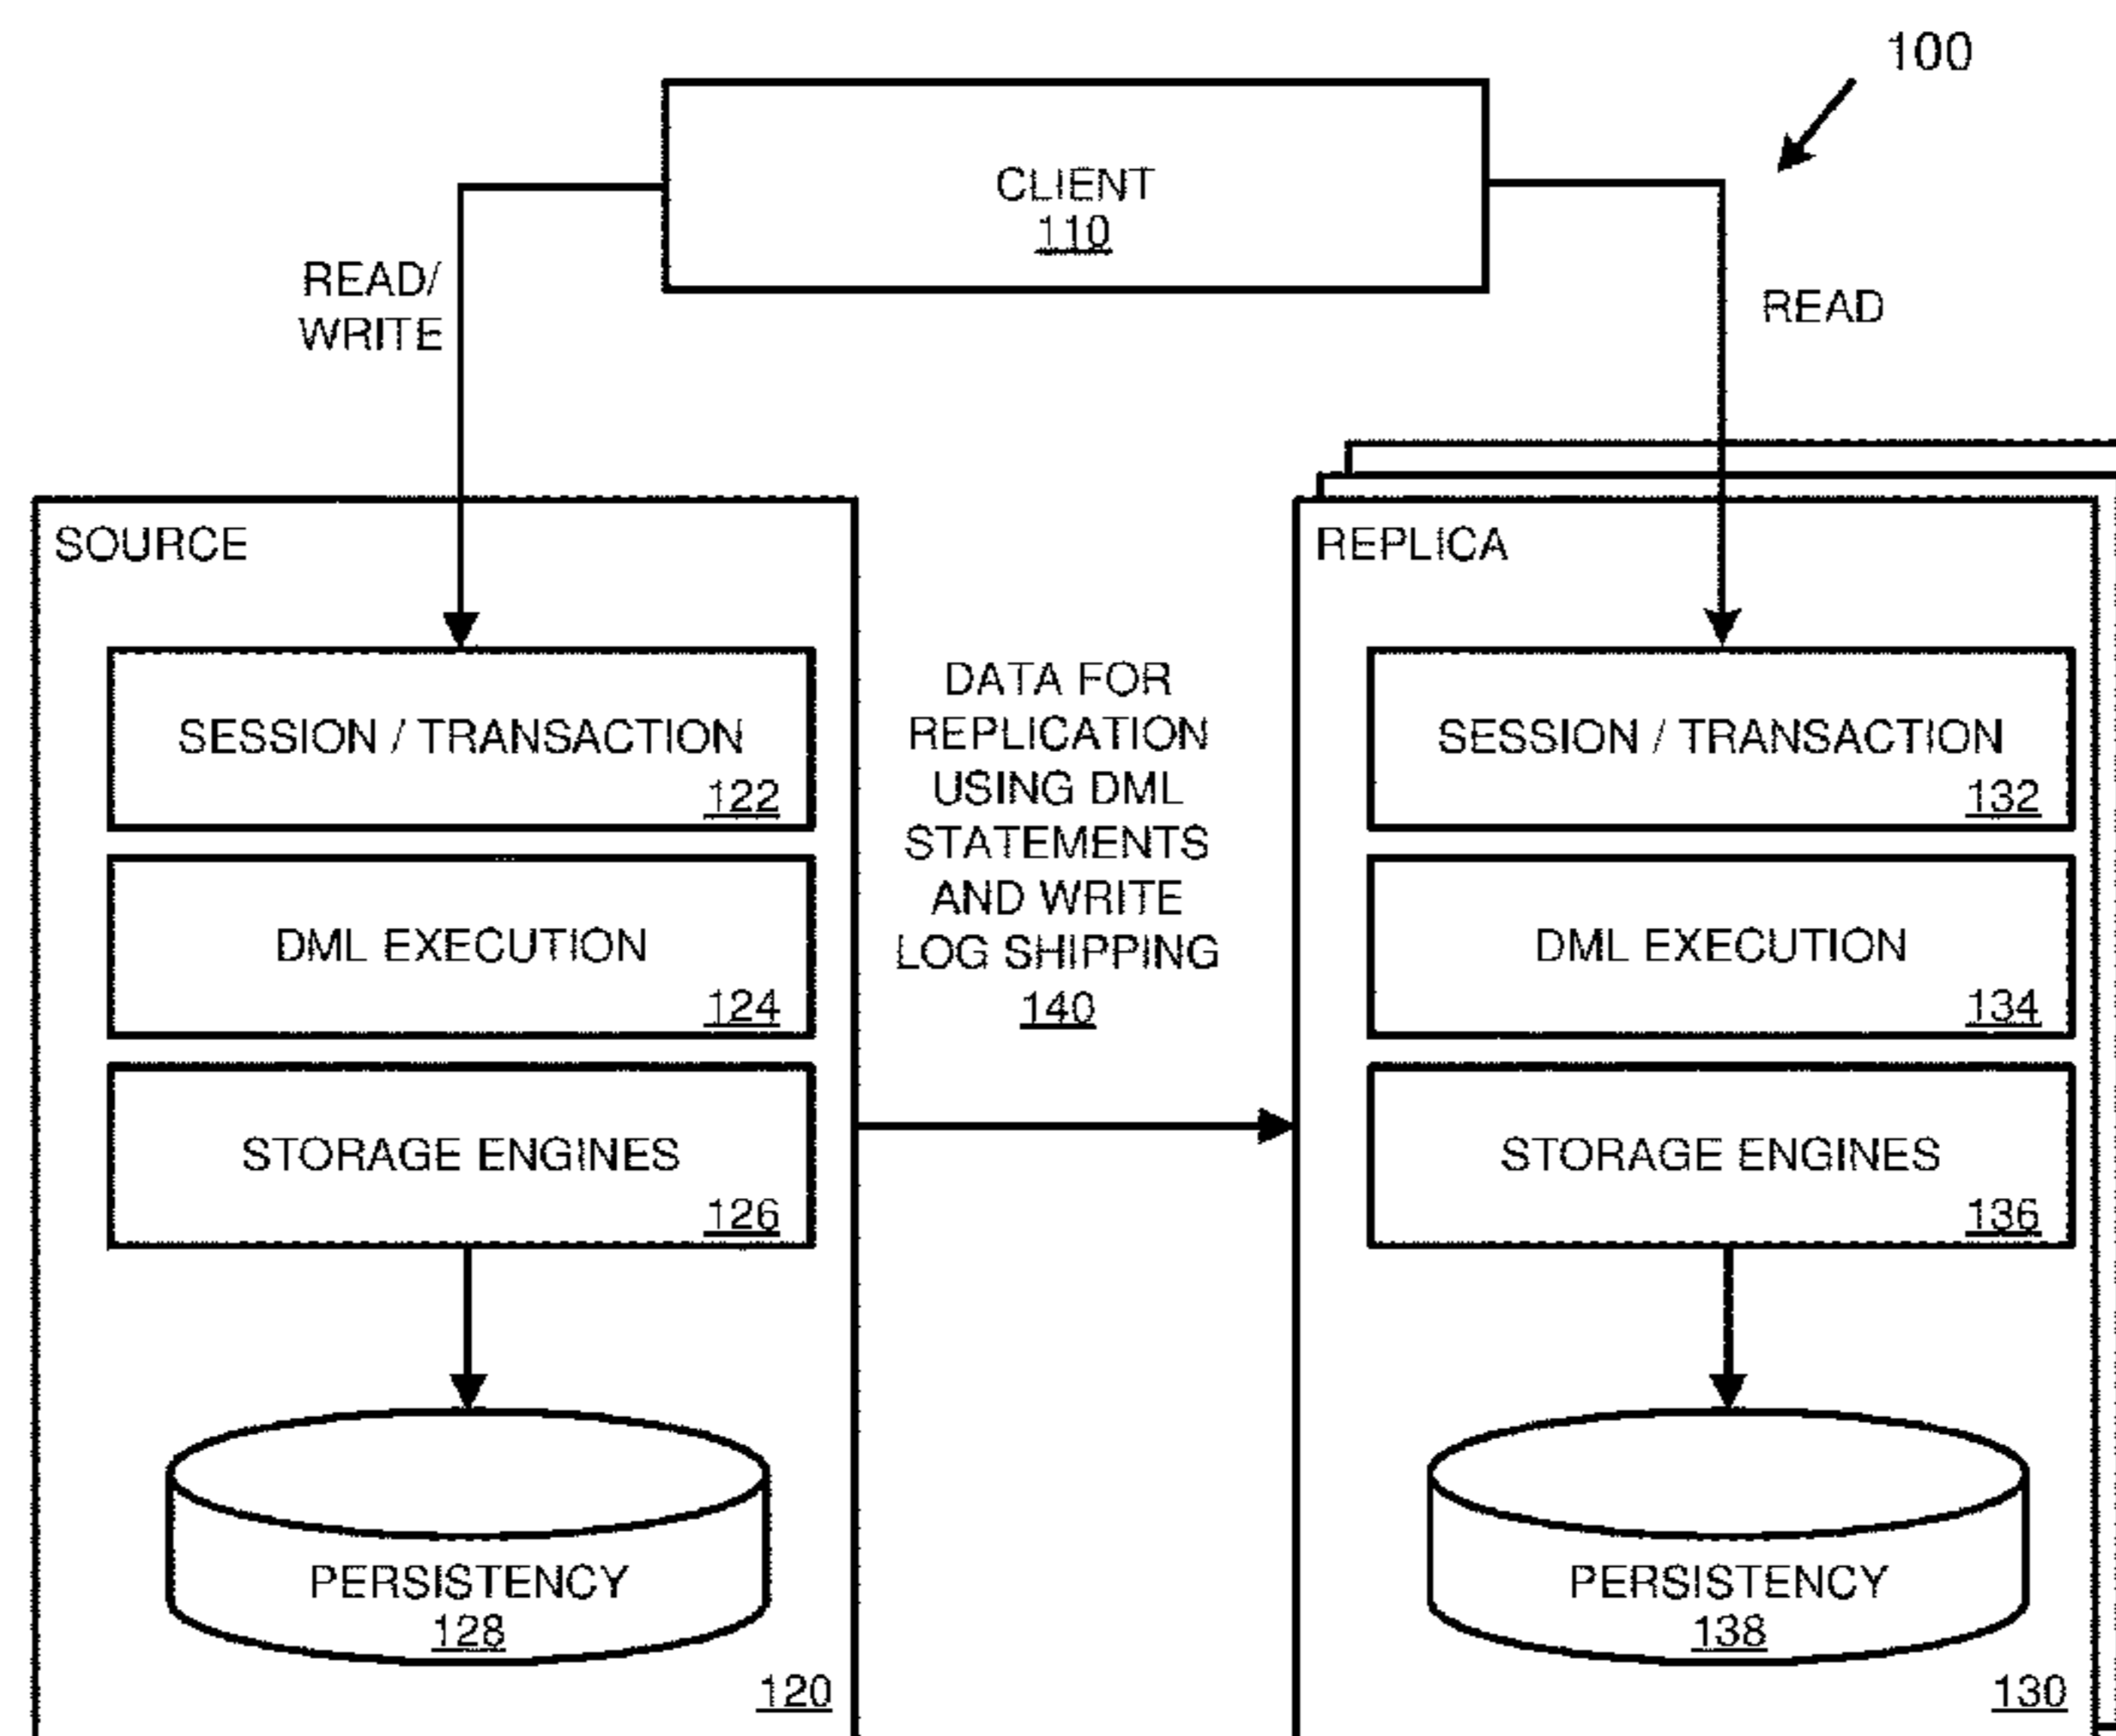 100
CLIENT
110
READ/
WRITE
READ
SOURCE
SESSION / TRANSACTION
122
DML EXECUTION
124
STORAGE ENGINES
126
PERSISTENCY
128
120
DATA FOR
REPLICATION
USING DML
STATEMENTS
AND WRITE
LOG SHIPPING
140
REPLICA
SESSION / TRANSACTION
132
DML EXECUTION
134
STORAGE ENGINES
136
PERSISTENCY
138
130